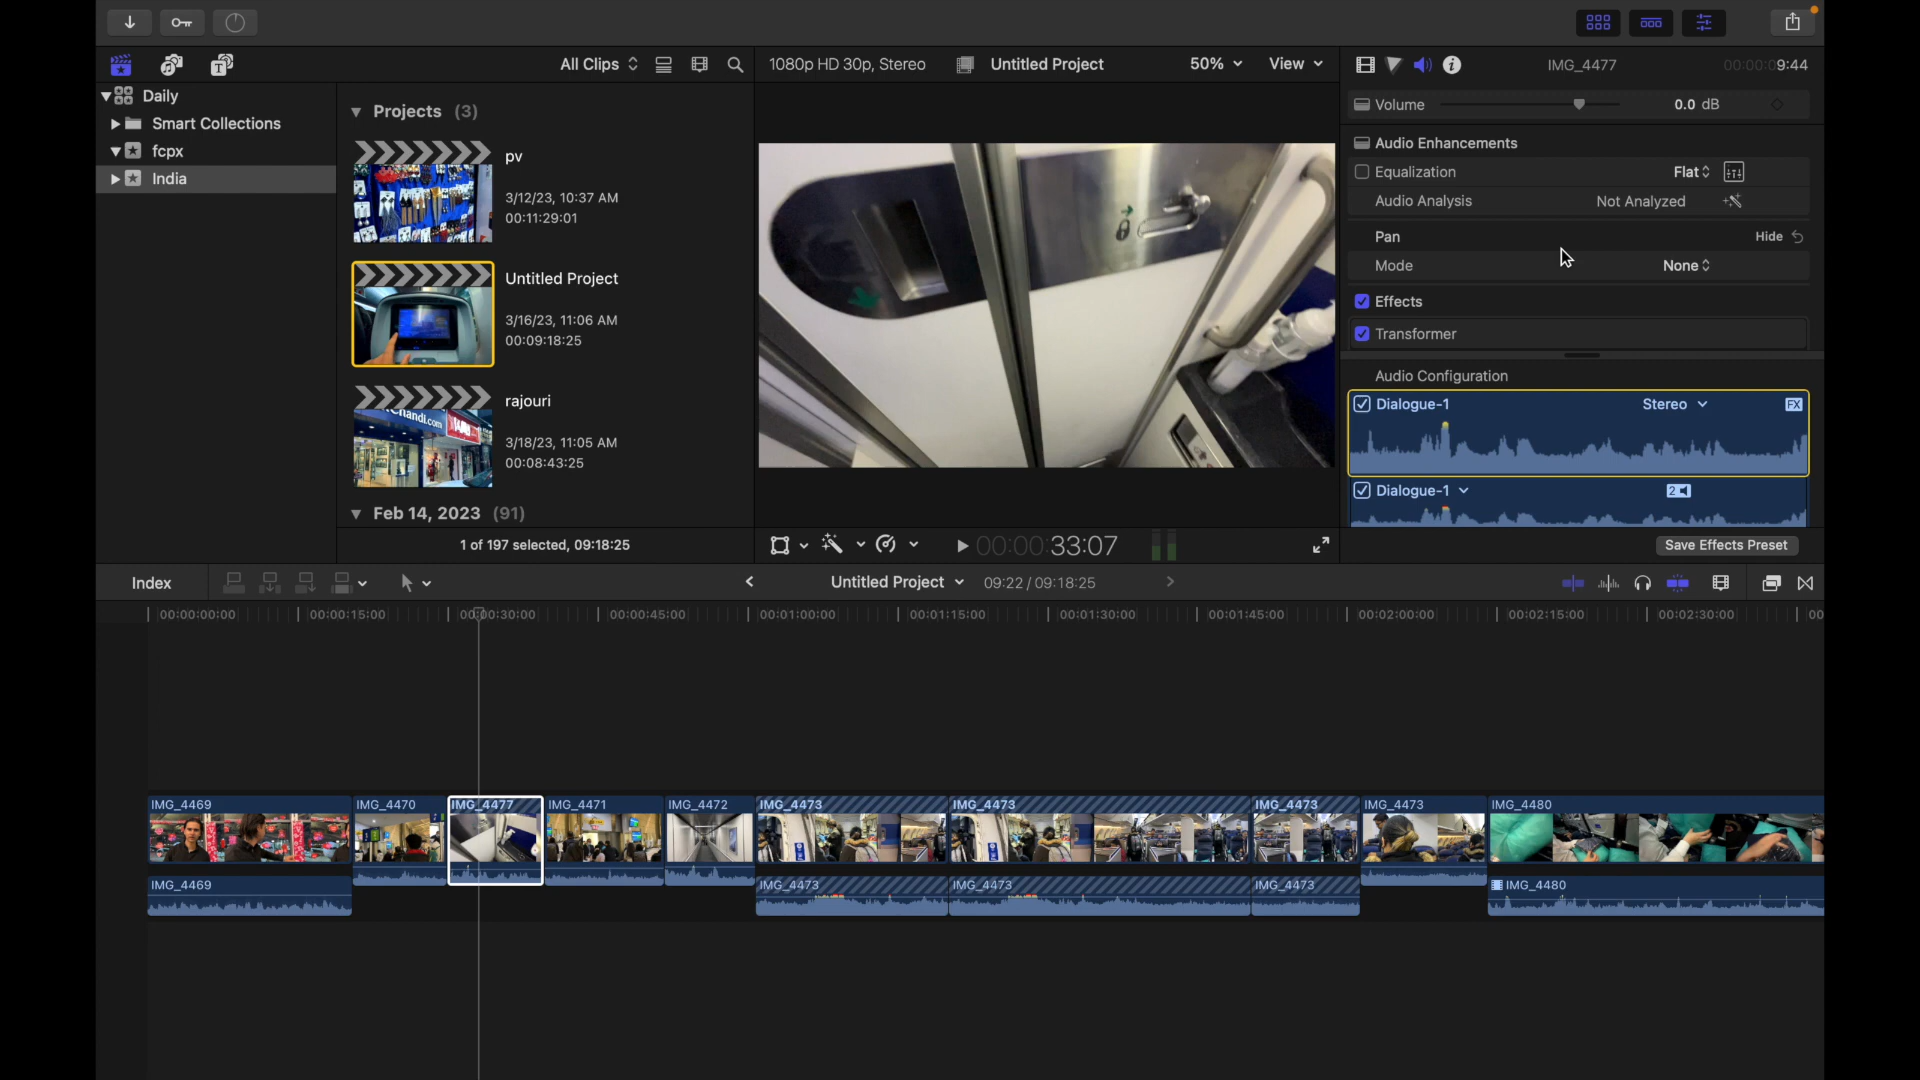 All Clips
1080p HD 30p, Stereo
Untitled Project
50%
View
IMG_4477
00:00:09:44
Daily
Smart Collections
fcpx
India
Projects (3)
pv
3/12/23, 10:37 AM
00:11:29:01
Untitled Project
3/16/23, 11:06 AM
00:09:18:25
rajouri
3/18/23, 11:05 AM
00:08:43:25
Feb 14, 2023 (91)
1 of 197 selected, 09:18:25
Volume 0.0 dB
Audio Enhancements
Equalization Flat
Audio Analysis Not Analyzed
Pan Hide
Mode None
Effects
Transformer
Audio Configuration
Dialogue-1 Stereo FX
Dialogue-1 2
Save Effects Preset
00:00:33:07
Index
Untitled Project
09:22 / 09:18:25
00:00:00:00 00:00:15:00 00:00:30:00 00:00:45:00 00:01:00:00 00:01:15:00 00:01:30:00 00:01:45:00 00:02:00:00 00:02:15:00 00:02:30:00 00
IMG_4469 IMG_4470 IMG_4477 IMG_4471 IMG_4472 IMG_4473 IMG_4473 IMG_4473 IMG_4473 IMG_4480
IMG_4469 IMG_4473 IMG_4473 IMG_4473 IMG_4480